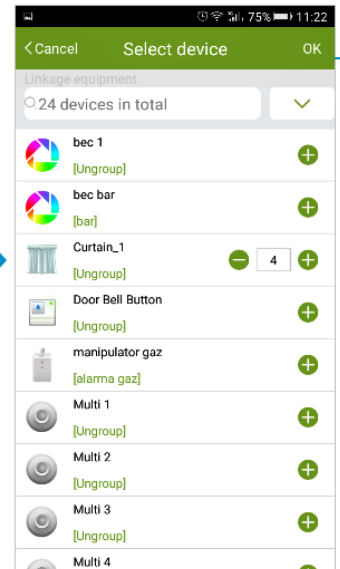 75% 11:22
<Cancel Select device OK
Linkage equipment
24 devices in total
bec 1
[Ungroup]
bec bar
[bar]
Curtain_1
[Ungroup]
4
Door Bell Button
[Ungroup]
manipulator gaz
[alarma gaz]
Multi 1
[Ungroup]
Multi 2
[Ungroup]
Multi 3
[Ungroup]
Multi 4